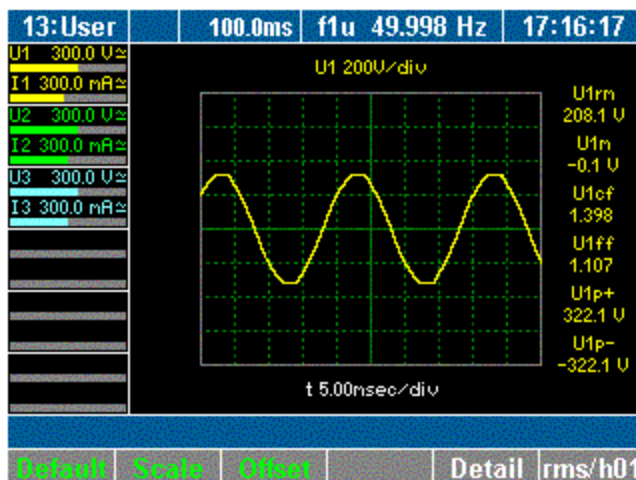 13:User 100.0ms f1u 49.998 Hz 17:16:17
U1 300.0 V≃
I1 300.0 mA≃
U2 300.0 V≃
I2 300.0 mA≃
U3 300.0 V≃
I3 300.0 mA≃
U1 200V/div
U1rm
208.1 V
U1m
-0.1 V
U1cf
1.398
U1ff
1.107
U1p+
322.1 V
U1p-
-322.1 V
t 5.00msec/div
Default Scale Offset Detail rms/h01